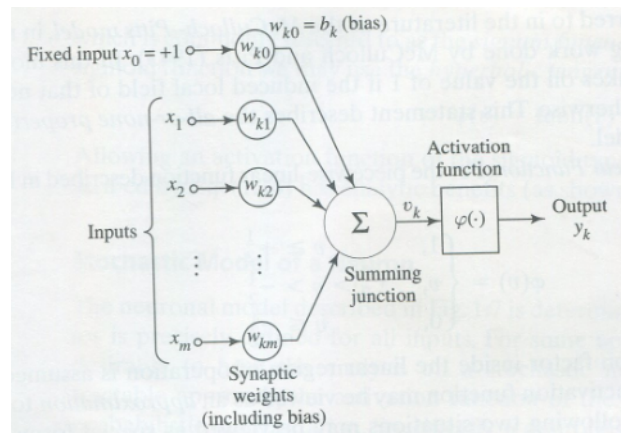 w_k0 = b_k (bias)
Fixed input x_0 = +1
w_k0
x_1
w_k1
x_2
w_k2
Inputs
x_m
w_km
Synaptic
weights
(including bias)
Σ
Summing
junction
υ_k
Activation
function
φ(·)
Output
y_k